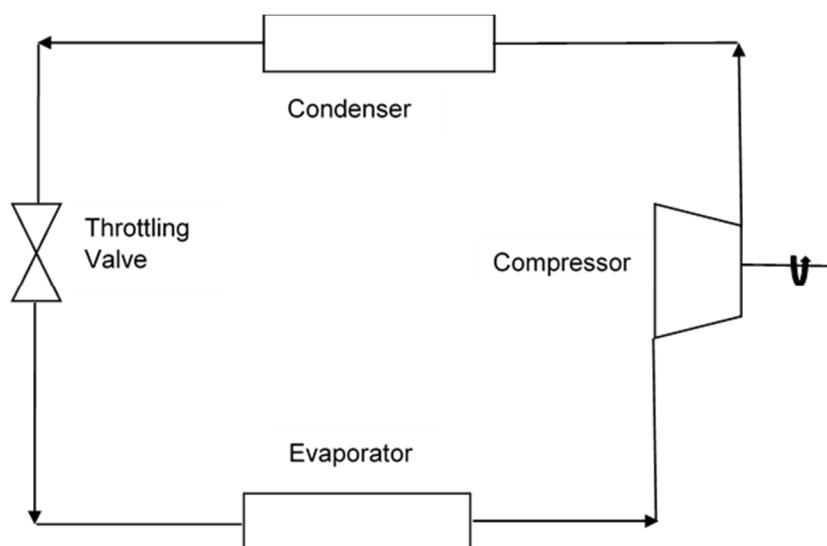 Condenser
Throttling
Valve
Compressor
Evaporator